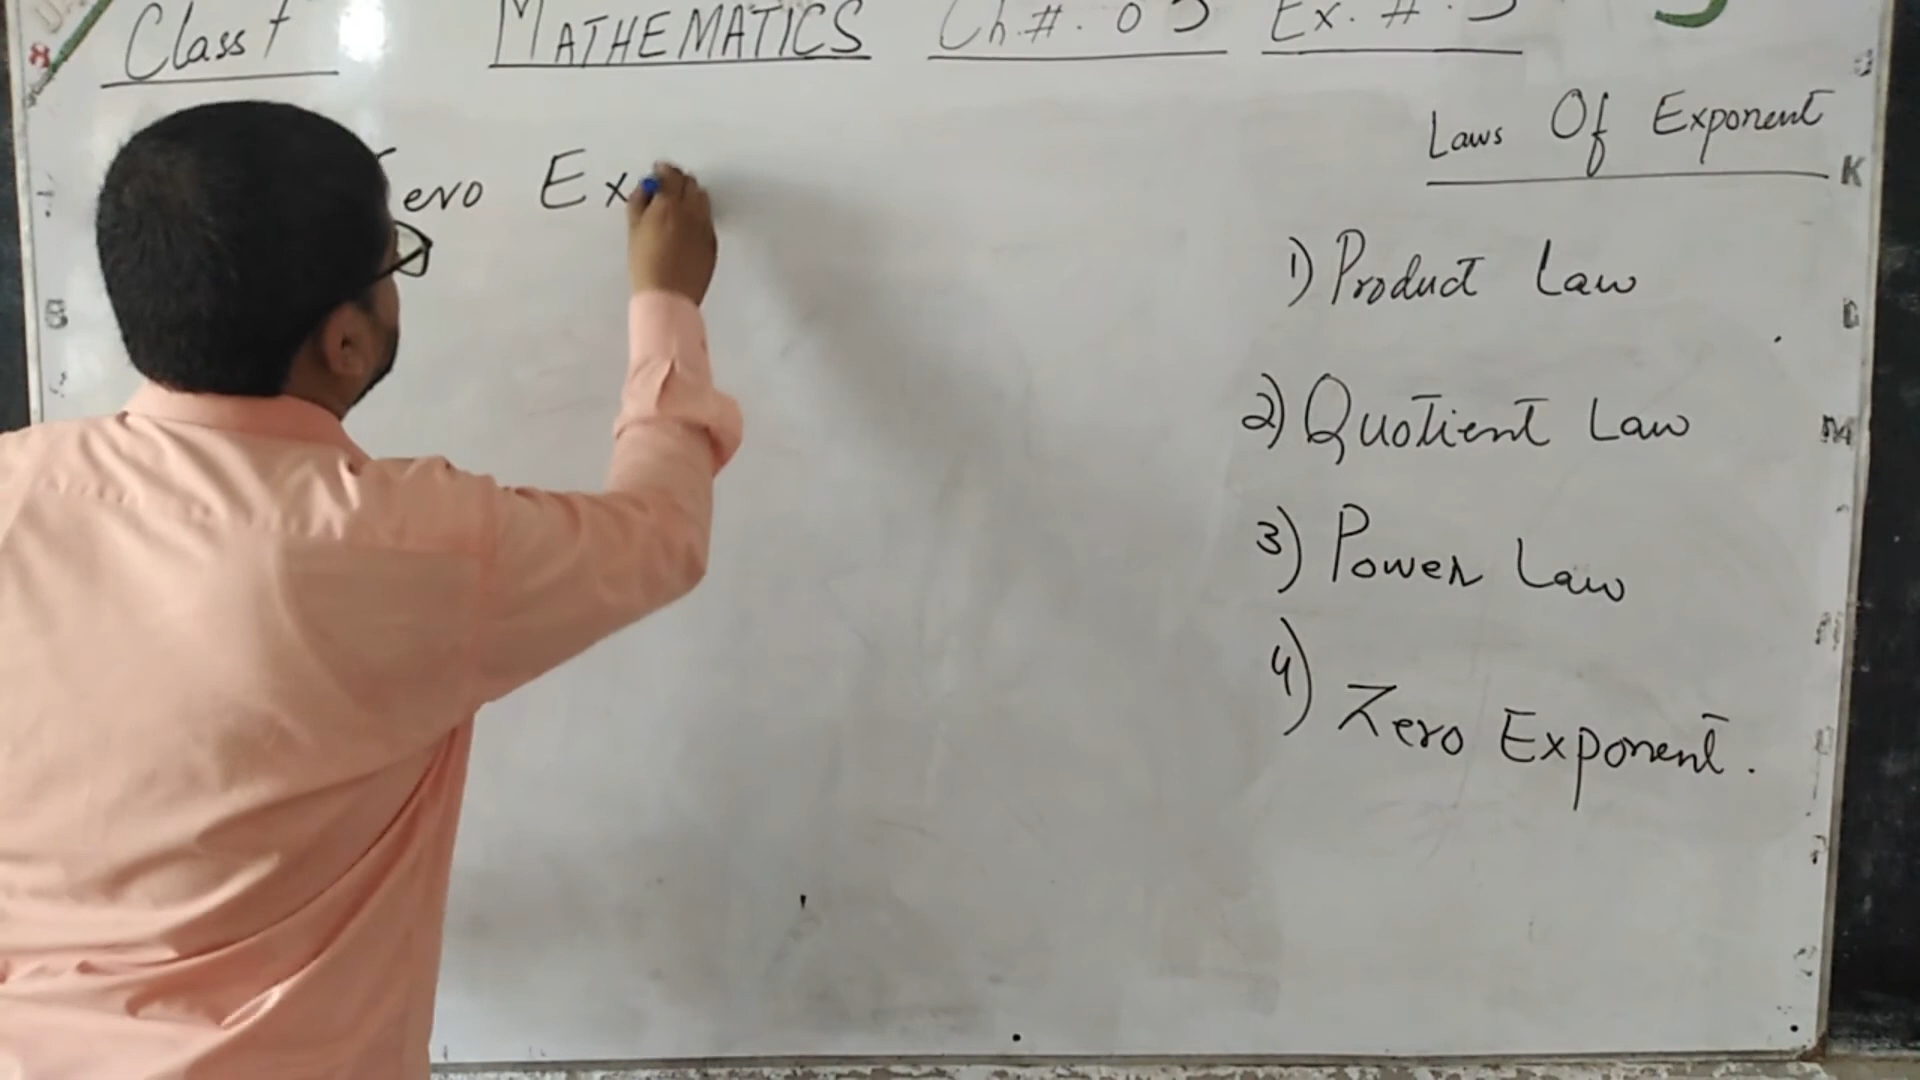 Class 7 MATHEMATICS Ch.#. 03 Ex. #. 3
Zero Ex
Laws Of Exponent
1) Product Law
2) Quotient Law
3) Power Law
4) Zero Exponent.